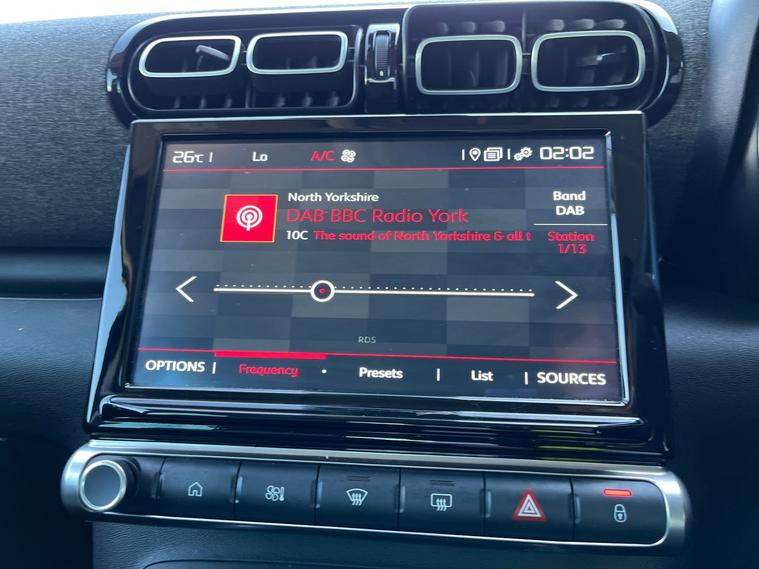 26°C Lo A/C 02:02
North Yorkshire
Band
DAB BBC Radio York
DAB
10C The sound of North Yorkshire & all t
Station
1/13
RDS
OPTIONS Frequency Presets List SOURCES